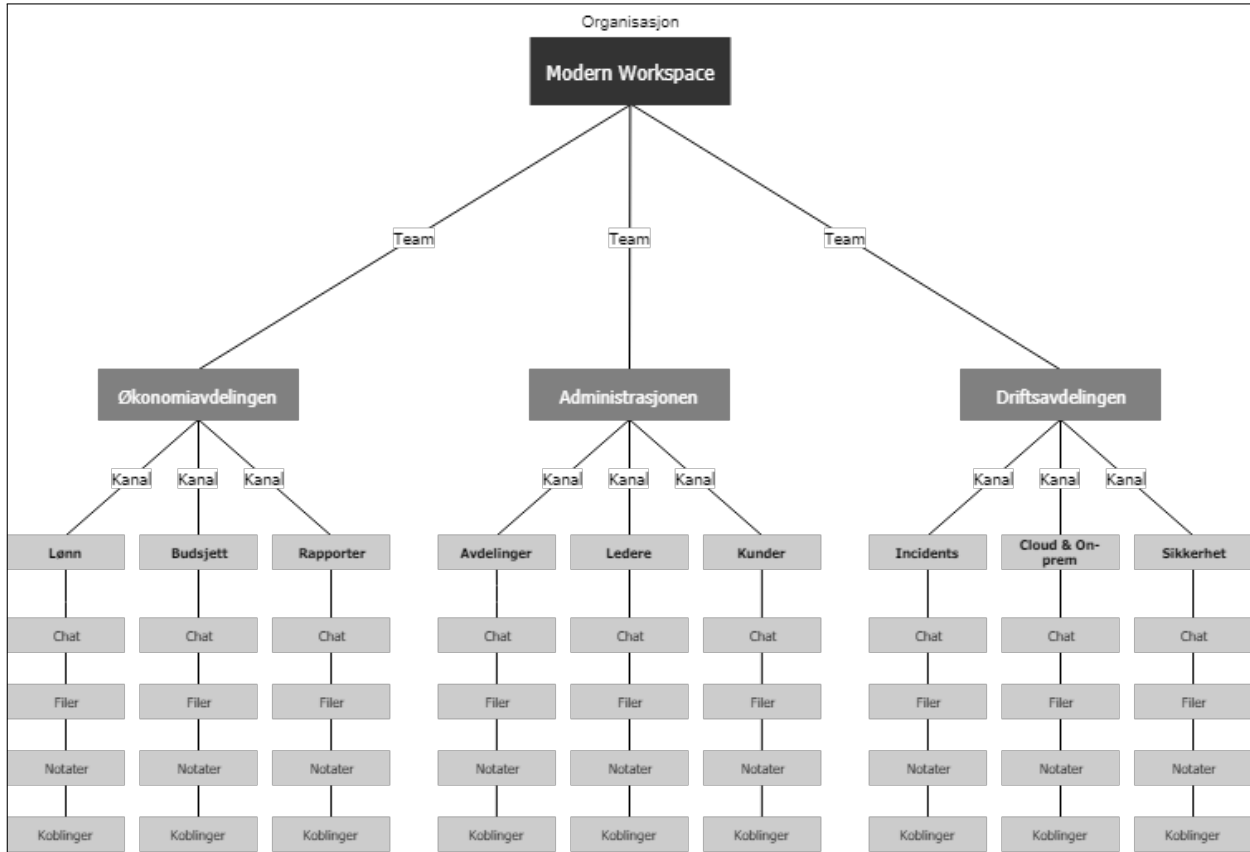 Organisasjon
Modern Workspace
Team Team Team
Økonomiavdelingen Administrasjonen Driftsavdelingen
Kanal Kanal Kanal Kanal Kanal Kanal Kanal Kanal Kanal
Lønn Budsjett Rapporter Avdelinger Ledere Kunder Incidents Cloud & On-
prem Sikkerhet
Chat Chat Chat Chat Chat Chat Chat Chat Chat
Filer Filer Filer Filer Filer Filer Filer Filer Filer
Notater Notater Notater Notater Notater Notater Notater Notater Notater
Koblinger Koblinger Koblinger Koblinger Koblinger Koblinger Koblinger Koblinger Koblinger